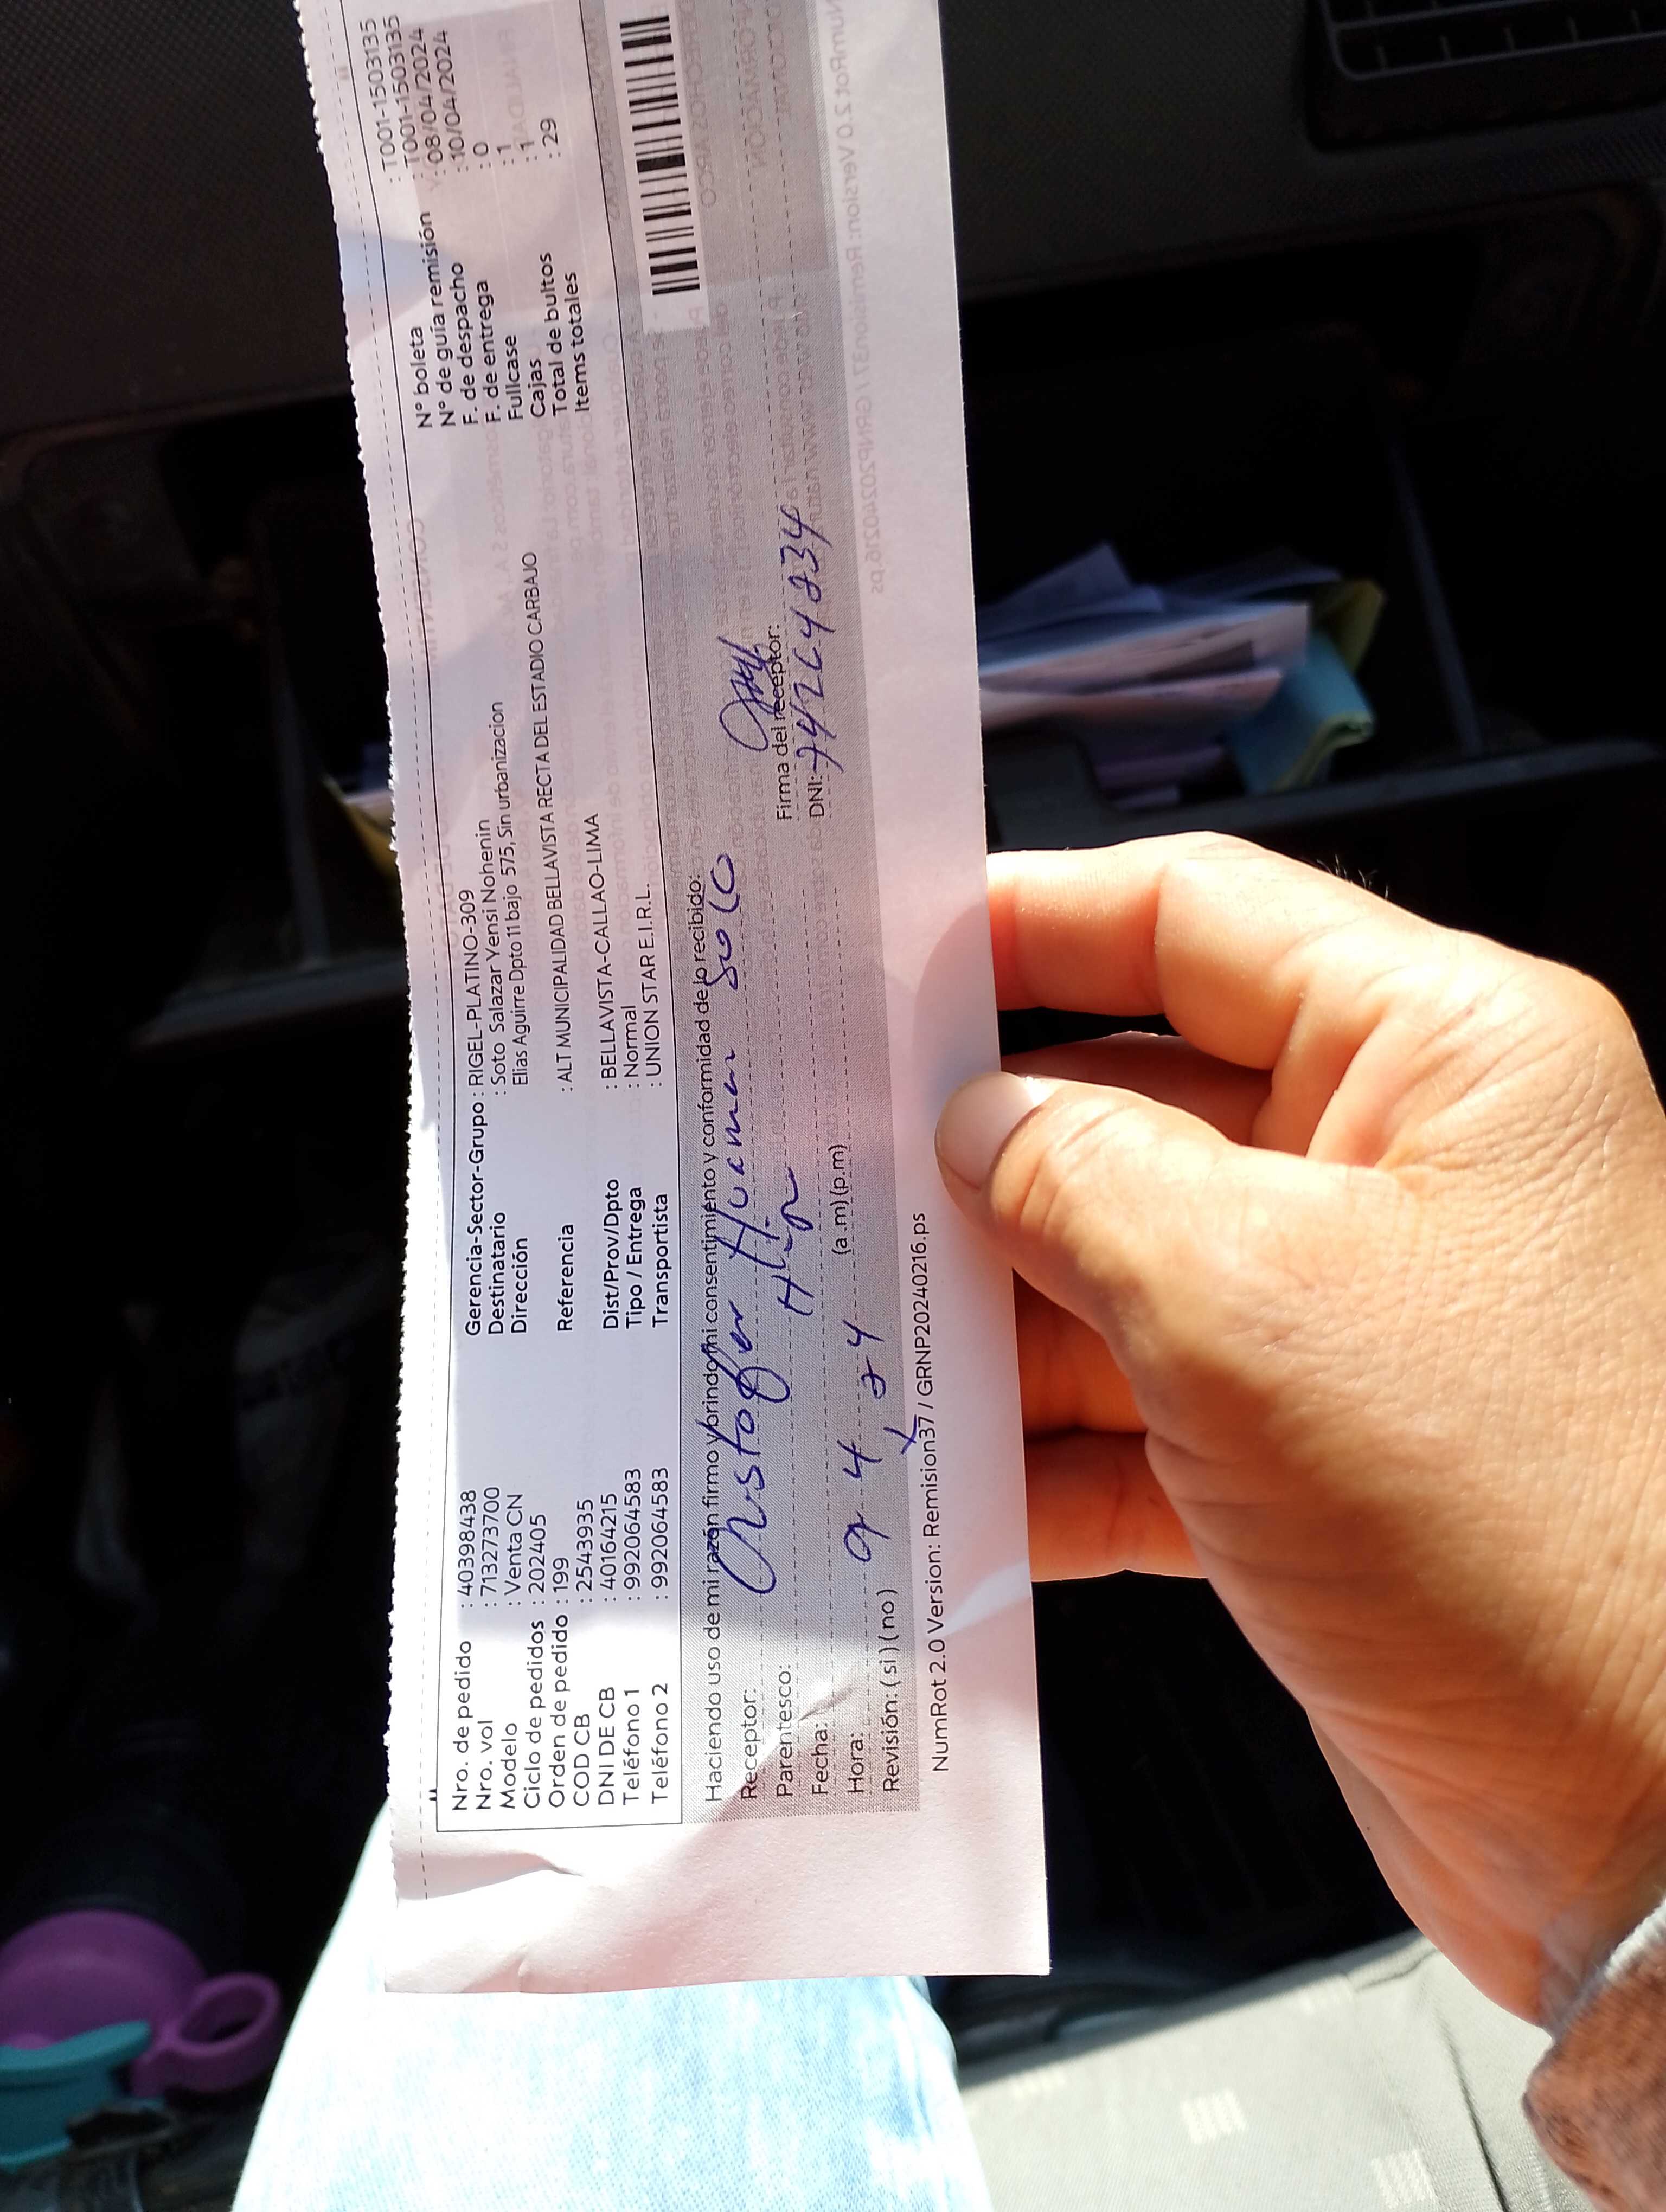 Nro. de pedido : 40398438
Nro. vol : 713273700
Modelo : Venta CN
Ciclo de pedidos : 202405
Orden de pedido : 199
COD CB : 2543935
DNI DE CB : 40164215
Teléfono 1 : 992064583
Teléfono 2 : 992064583
Gerencia-Sector-Grupo : RIGEL-PLATINO-309
Destinatario : Soto Salazar Yensi Nohenin
Dirección Elias Aguirre Dpto 11 bajo 575, Sin urbanizacion
Referencia : ALT MUNICIPALIDAD BELLAVISTA RECTA DEL ESTADIO CARBAJO
Dist/Prov/Dpto : BELLAVISTA-CALLAO-LIMA
Tipo / Entrega : Normal
Transportista : UNION STAR E.I.R.L.
N° boleta : T001-1503135
N° de guía remisión : T001-1503135
F. de despacho : 08/04/2024
F. de entrega : 10/04/2024
Fullcase : 0
Cajas : 1
Total de bultos : 1
Items totales : 29
Haciendo uso de mi razón firmo y brindo mi consentimiento y conformidad de lo recibido:
Receptor: Huaman
Parentesco:
Fecha: 9 4 24
Hora: (a .m) (p.m)
Revisión: ( si ) ( no )
Firma del receptor:
DNI:
NumRot 2.0 Version: Remision37 / GRNP20240216.ps